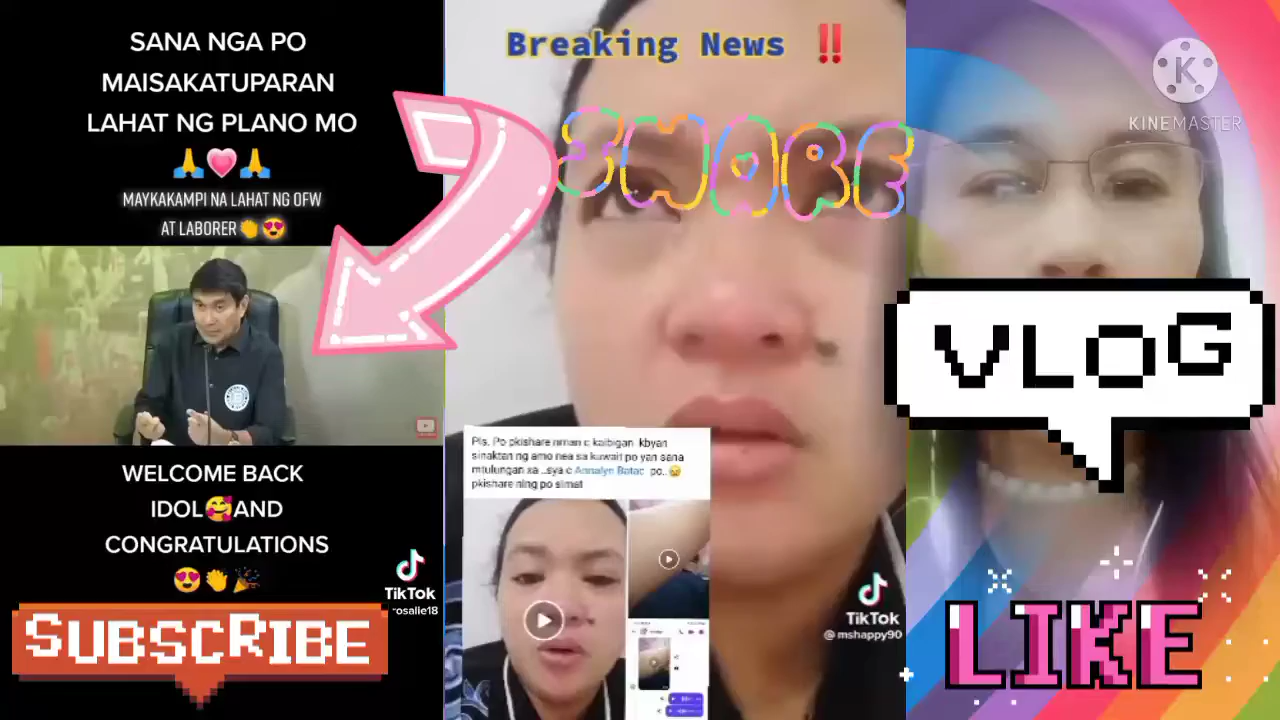 SANA NGA PO
MAISAKATUPARAN
LAHAT NG PLANO MO
🙏💗🙏
MAYKAKAMPI NA LAHAT NG OFW
AT LABORER👏😍
WELCOME BACK
IDOL🥰AND
CONGRATULATIONS
😍👏🎉
TikTok
rosalie18
SUBSCRIBE
Breaking News ‼️
SHARE
Pls. Po pkishare nman c kaibigan kbyan
sinaktan ng amo nea sa kuwait po yan sana
mtulungan xa ..sya c Annalyn Batac po..😢
pkishare ning po slmat
TikTok
@mshappy90
K
KINEMASTER
VLOG
LIKE